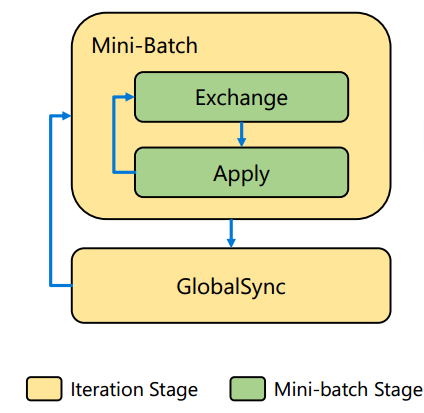 Mini-Batch
Exchange
Apply
GlobalSync
Iteration Stage
Mini-batch Stage